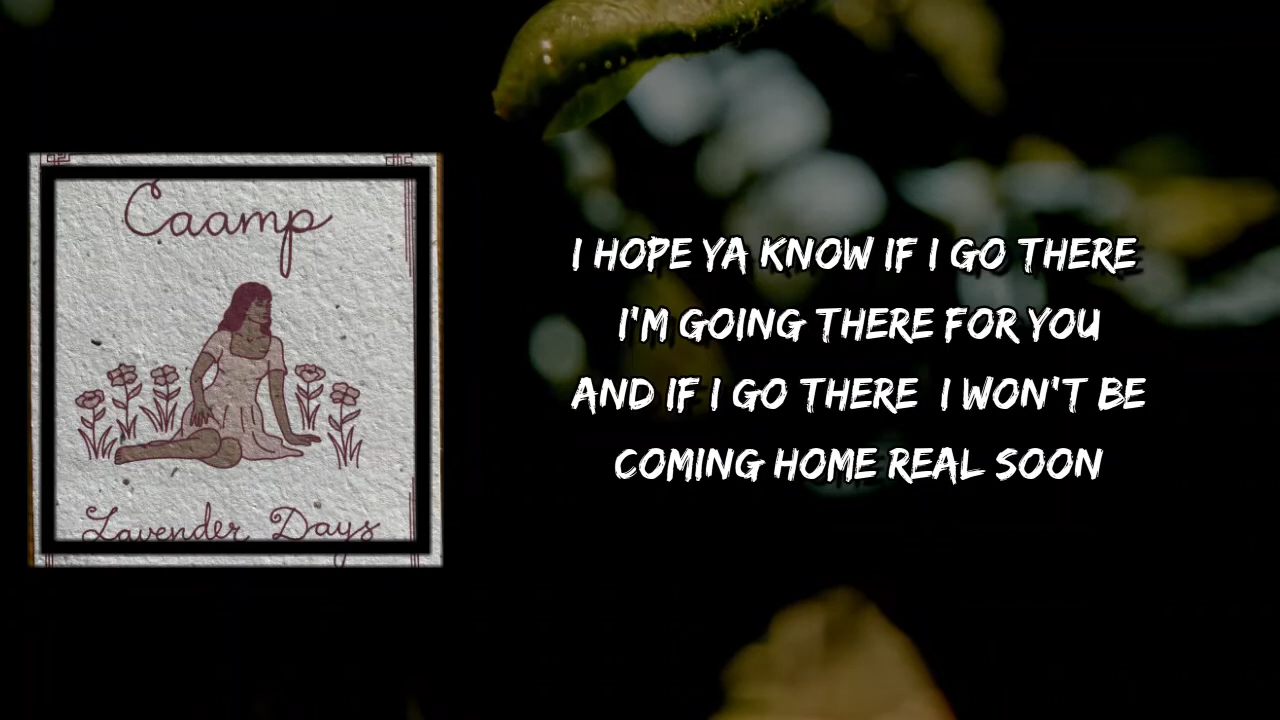 Caamp
Lavender Days
I HOPE YA KNOW IF I GO THERE
I'M GOING THERE FOR YOU
AND IF I GO THERE I WON'T BE
COMING HOME REAL SOON